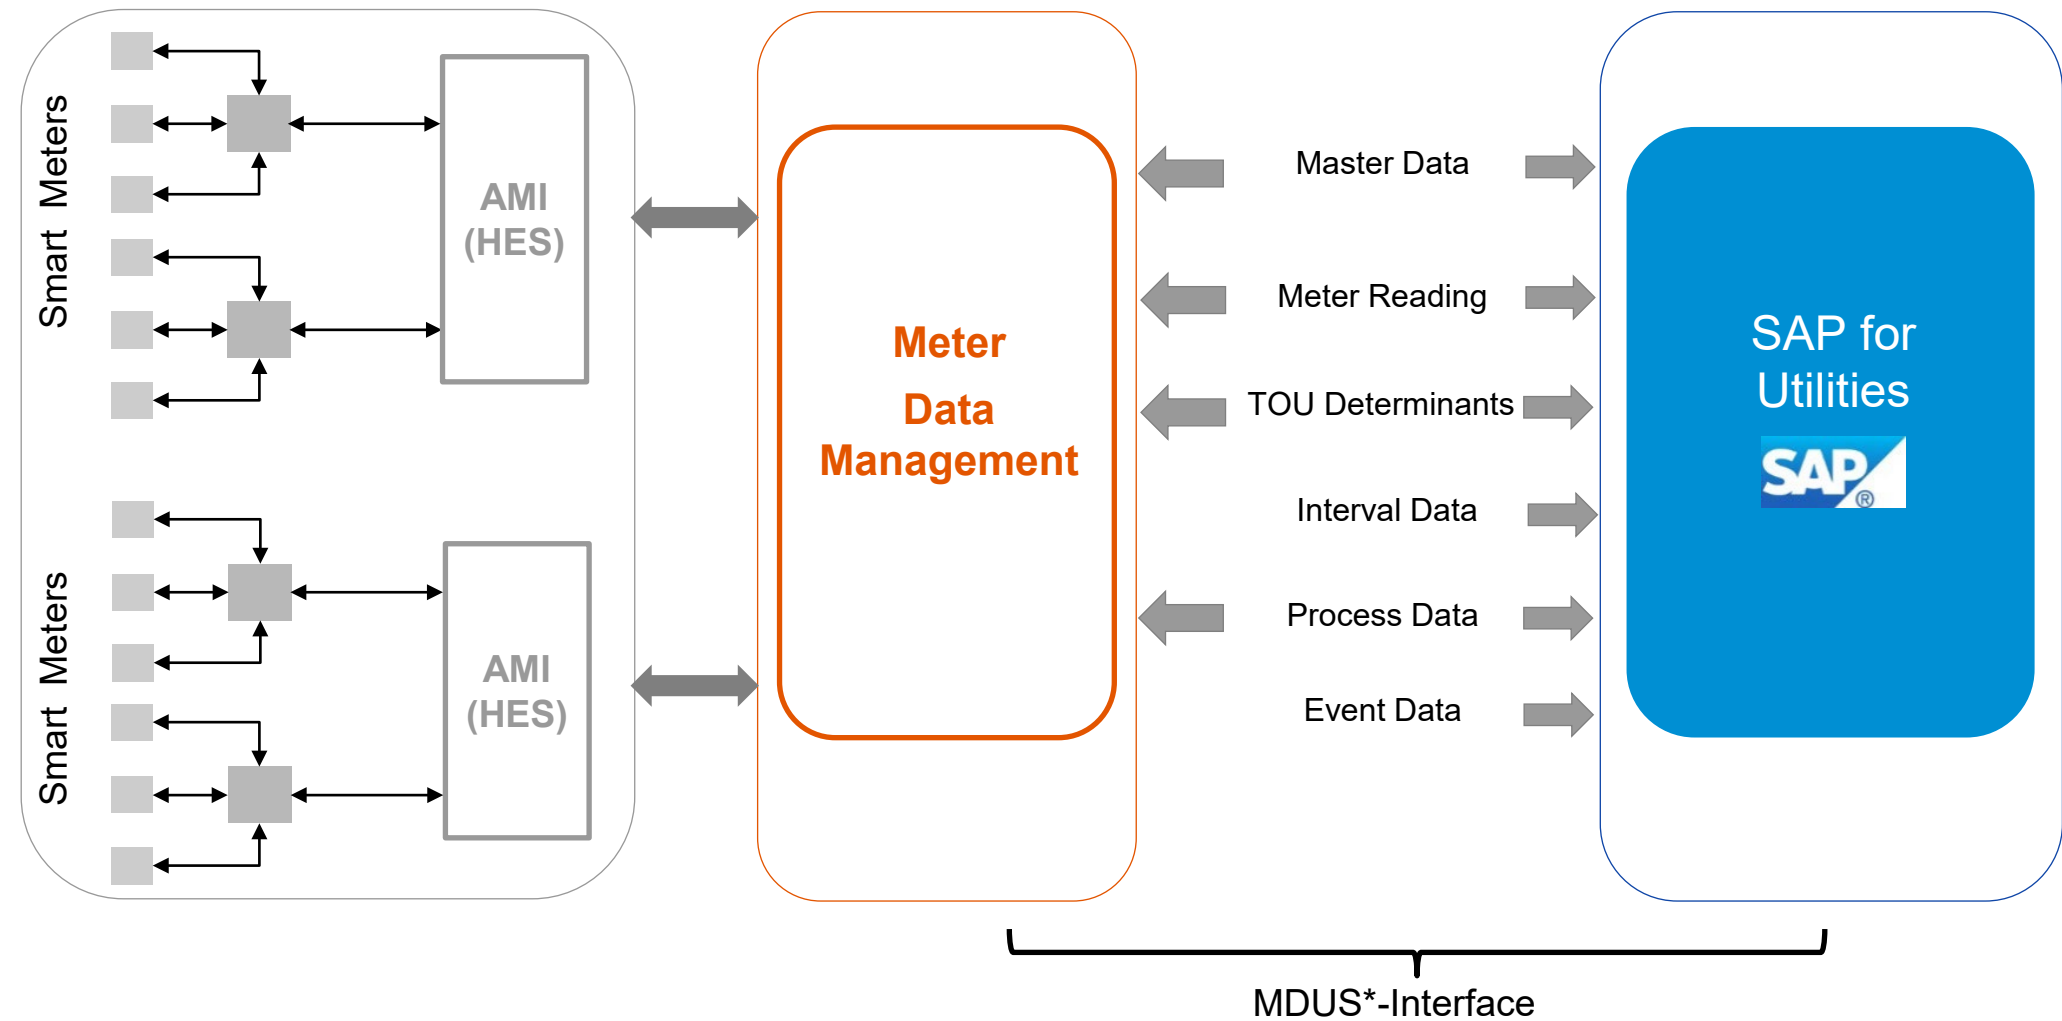 Smart Meters
AMI
(HES)
Smart Meters
AMI
(HES)
Meter
Data
Management
Master Data
Meter Reading
TOU Determinants
Interval Data
Process Data
Event Data
SAP for
Utilities
SAP®
MDUS*-Interface